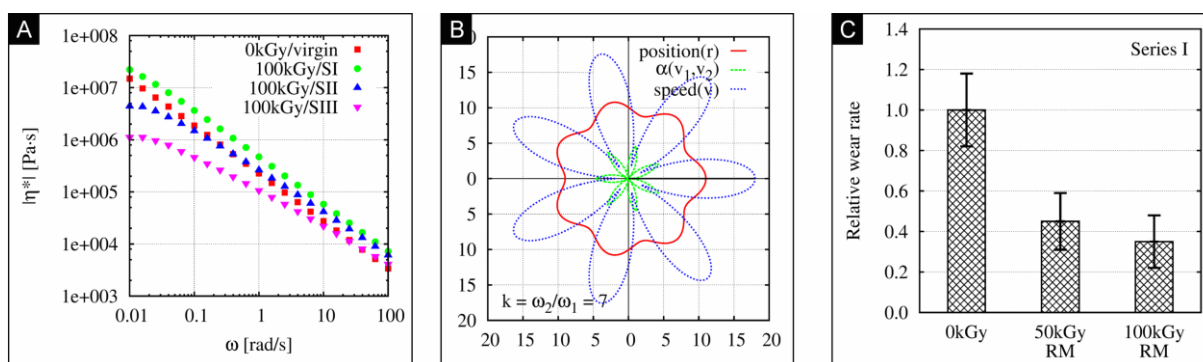 A
1e+008
1e+007
1e+006
1e+005
1e+004
1e+003
|η*| [Pa·s]
0kGy/virgin
100kGy/SI
100kGy/SII
100kGy/SIII
0.01 0.1 1 10 100
ω [rad/s]
B
0
15
10
5
0
5
10
15
20
position(r)
α(v₁,v₂)
speed(v)
k = ω₂/ω₁ = 7
20 15 10 5 0 5 10 15 20
C
1.4
1.2
1.0
0.8
0.6
0.4
0.2
0.0
Relative wear rate
Series I
0kGy 50kGy 100kGy
RM RM